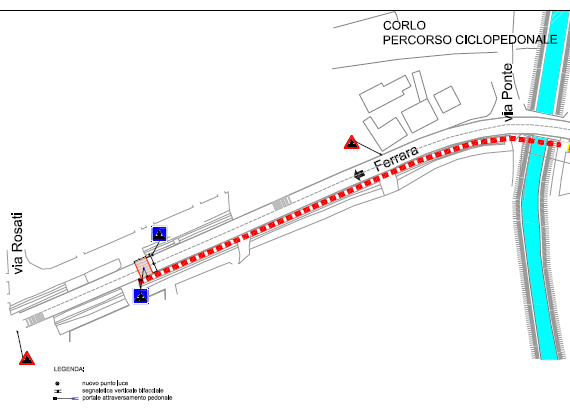 CORLO
PERCORSO CICLOPEDONALE
via Ponte
Ferrara
via Rosati
LEGENDA:
nuovo punto luce
segnaletica verticale bifacciale
portale attraversamento pedonale